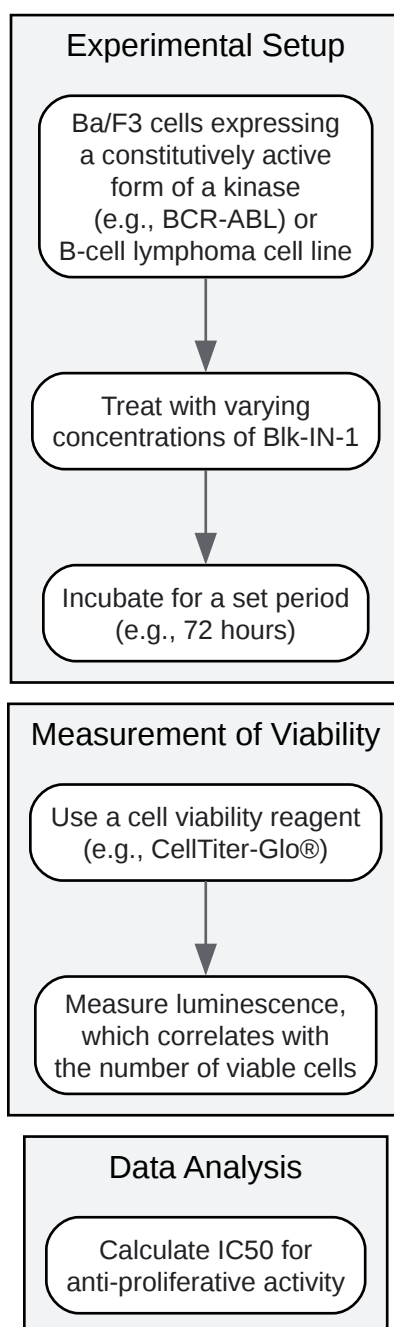 Experimental Setup
Ba/F3 cells expressing
a constitutively active
form of a kinase
(e.g., BCR-ABL) or
B-cell lymphoma cell line
Treat with varying
concentrations of Blk-IN-1
Incubate for a set period
(e.g., 72 hours)
Measurement of Viability
Use a cell viability reagent
(e.g., CellTiter-Glo®)
Measure luminescence,
which correlates with
the number of viable cells
Data Analysis
Calculate IC50 for
anti-proliferative activity